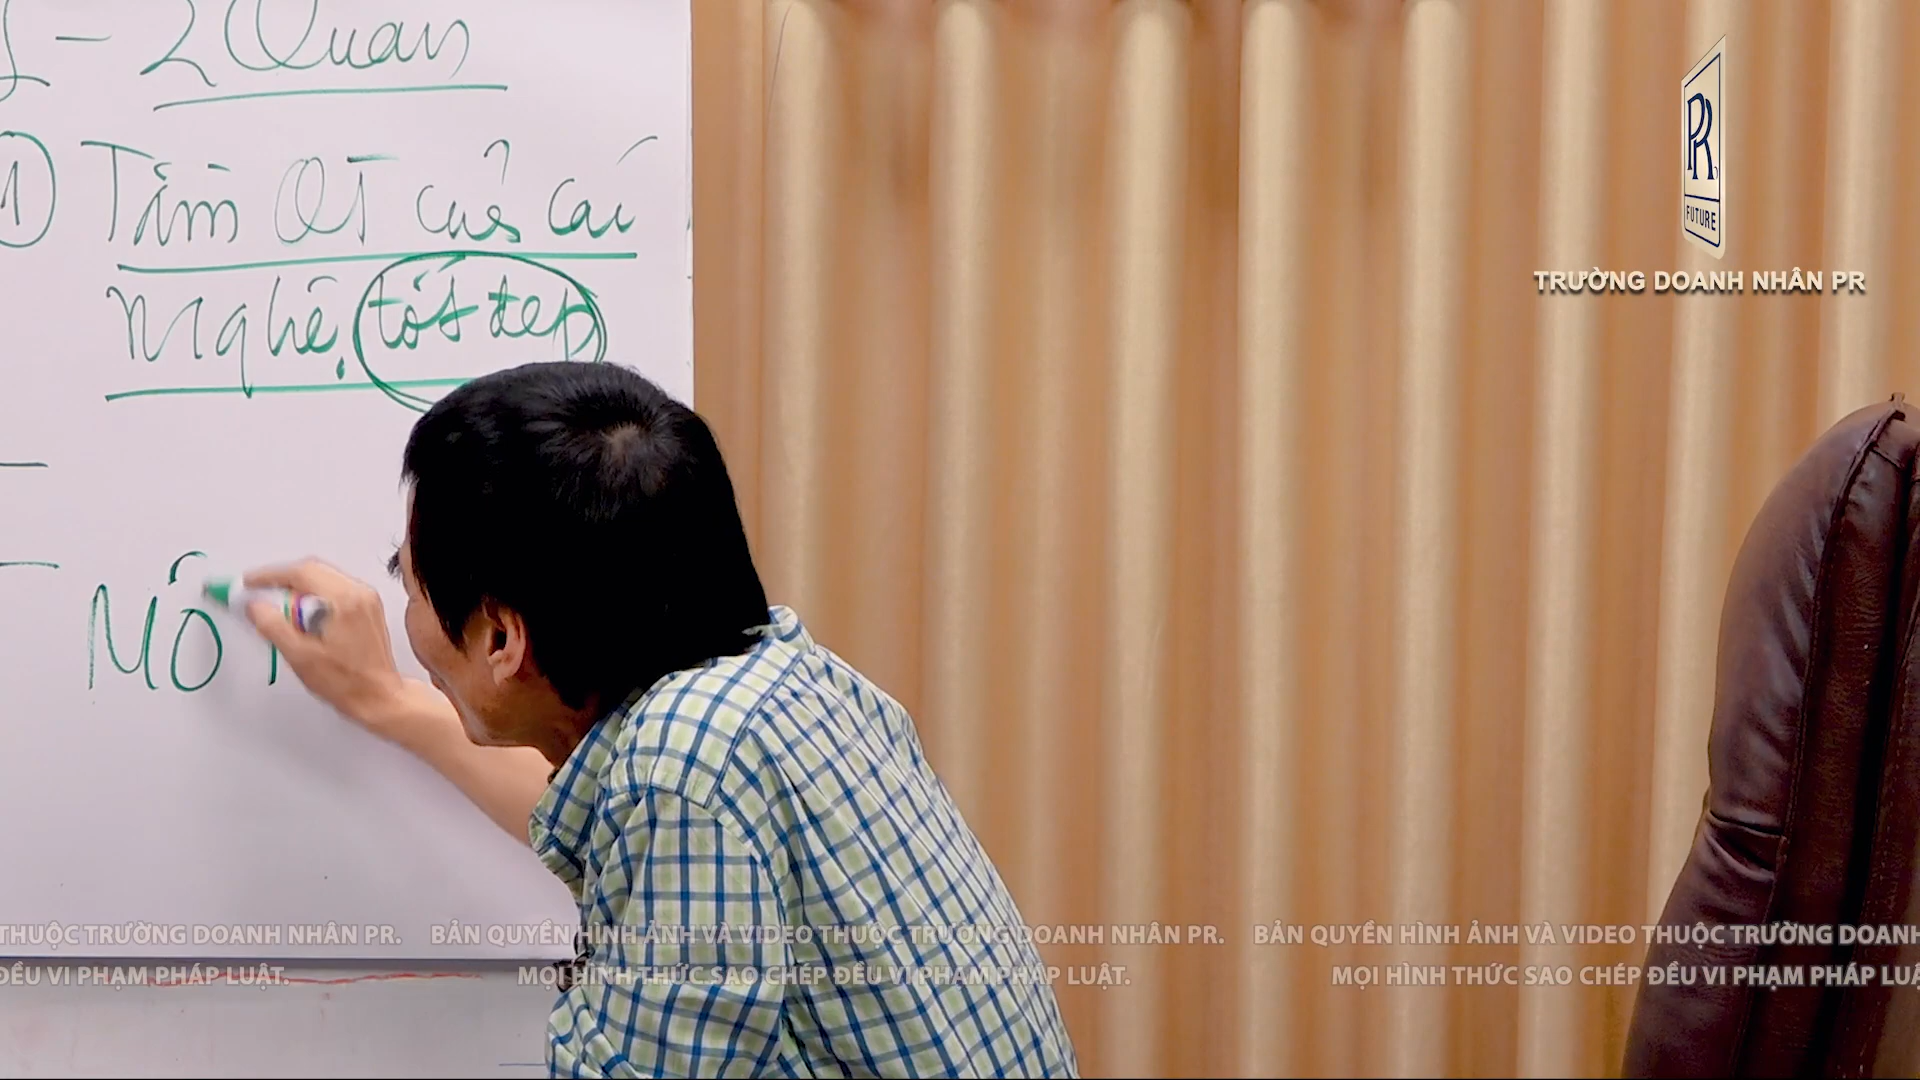 - 2 Quan
① Tầm QT của cái
Nghề tốt đẹp
MÔ
PR
FUTURE
TRƯỜNG DOANH NHÂN PR
THUỘC TRƯỜNG DOANH NHÂN PR. BẢN QUYỀN HÌNH ẢNH VÀ VIDEO THUỘC TRƯỜNG DOANH NHÂN PR. BẢN QUYỀN HÌNH ẢNH VÀ VIDEO THUỘC TRƯỜNG DOANH
ĐỀU VI PHẠM PHÁP LUẬT. MỌI HÌNH THỨC SAO CHÉP ĐỀU VI PHẠM PHÁP LUẬT. MỌI HÌNH THỨC SAO CHÉP ĐỀU VI PHẠM PHÁP LUẬ